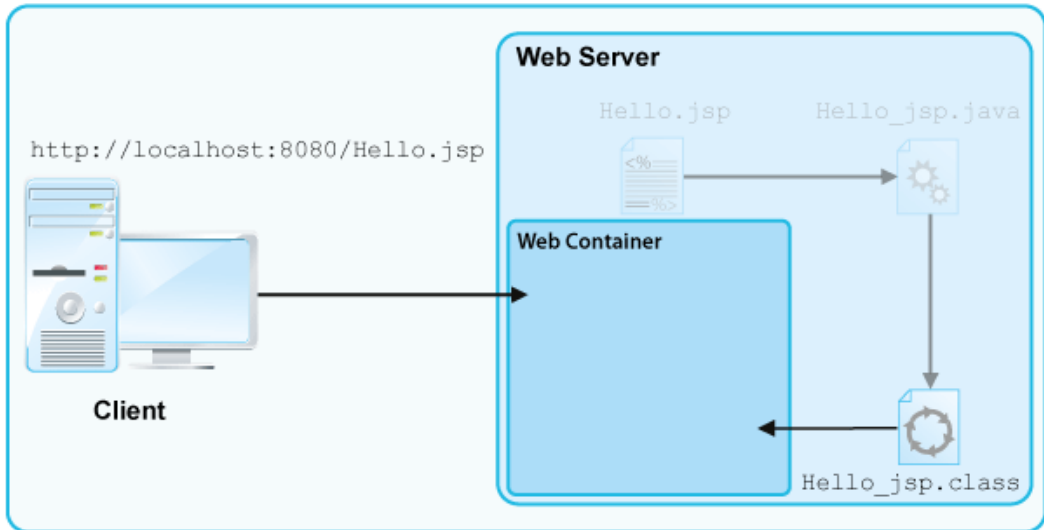 Web Server
Hello.jsp
Hello_jsp.java
http://localhost:8080/Hello.jsp
<%
%>
Web Container
Client
Hello_jsp.class